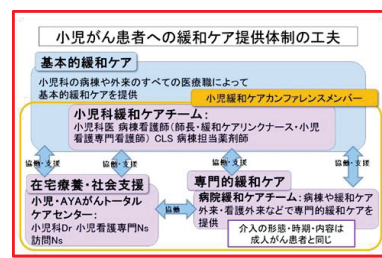 小児がん患者への緩和ケア提供体制の工夫
基本的緩和ケア
小児科の病棟や外来のすべての医療職によって
基本的緩和ケアを提供
小児緩和ケアカンファレンスメンバー
小児科緩和ケアチーム:
小児科医 病棟看護師(師長・緩和ケアリンクナース・小児
看護専門看護師) CLS 病棟担当薬剤師
協働・支援
協働・支援
協働・支援
協働・支援
在宅療養・社会支援
小児・AYAがんトータル
ケアセンター:
小児科Dr 小児看護専門Ns
訪問Ns
協働
専門的緩和ケア
病院緩和ケアチーム:病棟や緩和ケア
外来・看護外来などで専門的緩和ケアを
提供
介入の形態・時期・内容は
成人がん患者と同じ